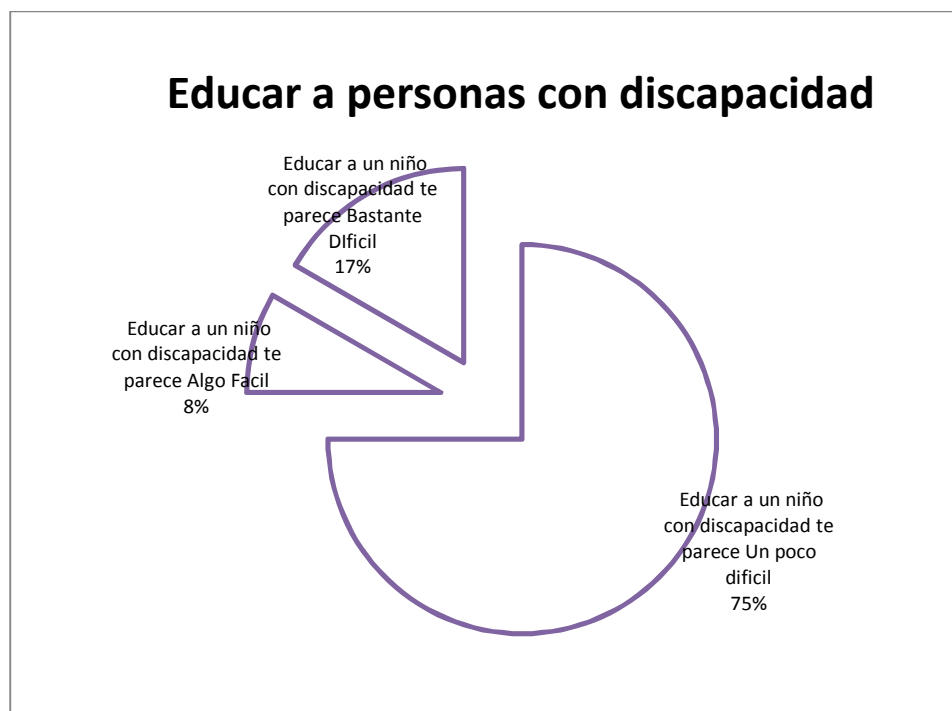 Educar a personas con discapacidad
Educar a un niño
con discapacidad te
parece Bastante
DIficil
17%
Educar a un niño
con discapacidad te
parece Algo Facil
8%
Educar a un niño
con discapacidad te
parece Un poco
dificil
75%